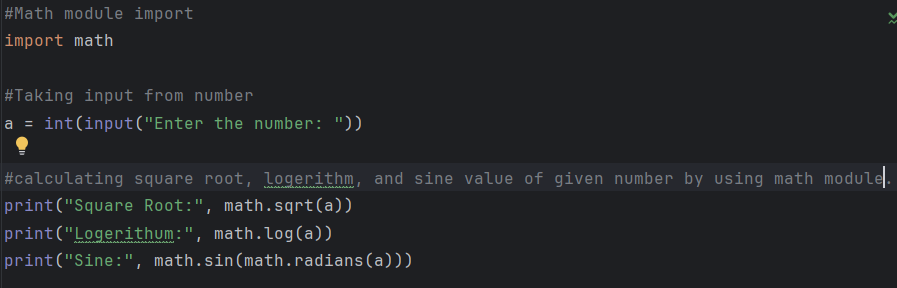 #Math module import
import math
#Taking input from number
a = int(input("Enter the number: "))
#calculating square root, logerithm, and sine value of given number by using math module.
print("Square Root:", math.sqrt(a))
print("Logerithum:", math.log(a))
print("Sine:", math.sin(math.radians(a)))